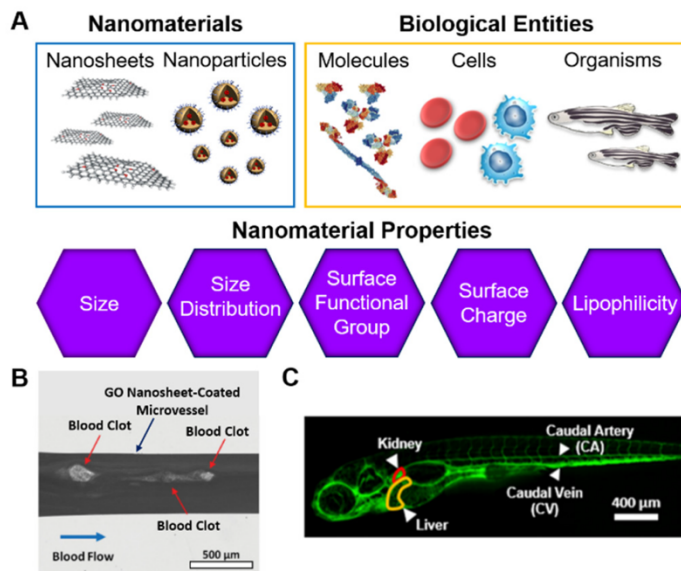 A
Nanomaterials
Biological Entities
Nanosheets Nanoparticles
Molecules Cells Organisms
Nanomaterial Properties
Size
Size
Distribution
Surface
Functional
Group
Surface
Charge
Lipophilicity
B
GO Nanosheet-Coated
Microvessel
Blood Clot
Blood Clot
Blood Clot
Blood Flow
500 µm
C
Kidney
Caudal Artery
(CA)
Caudal Vein
(CV)
Liver
400 µm